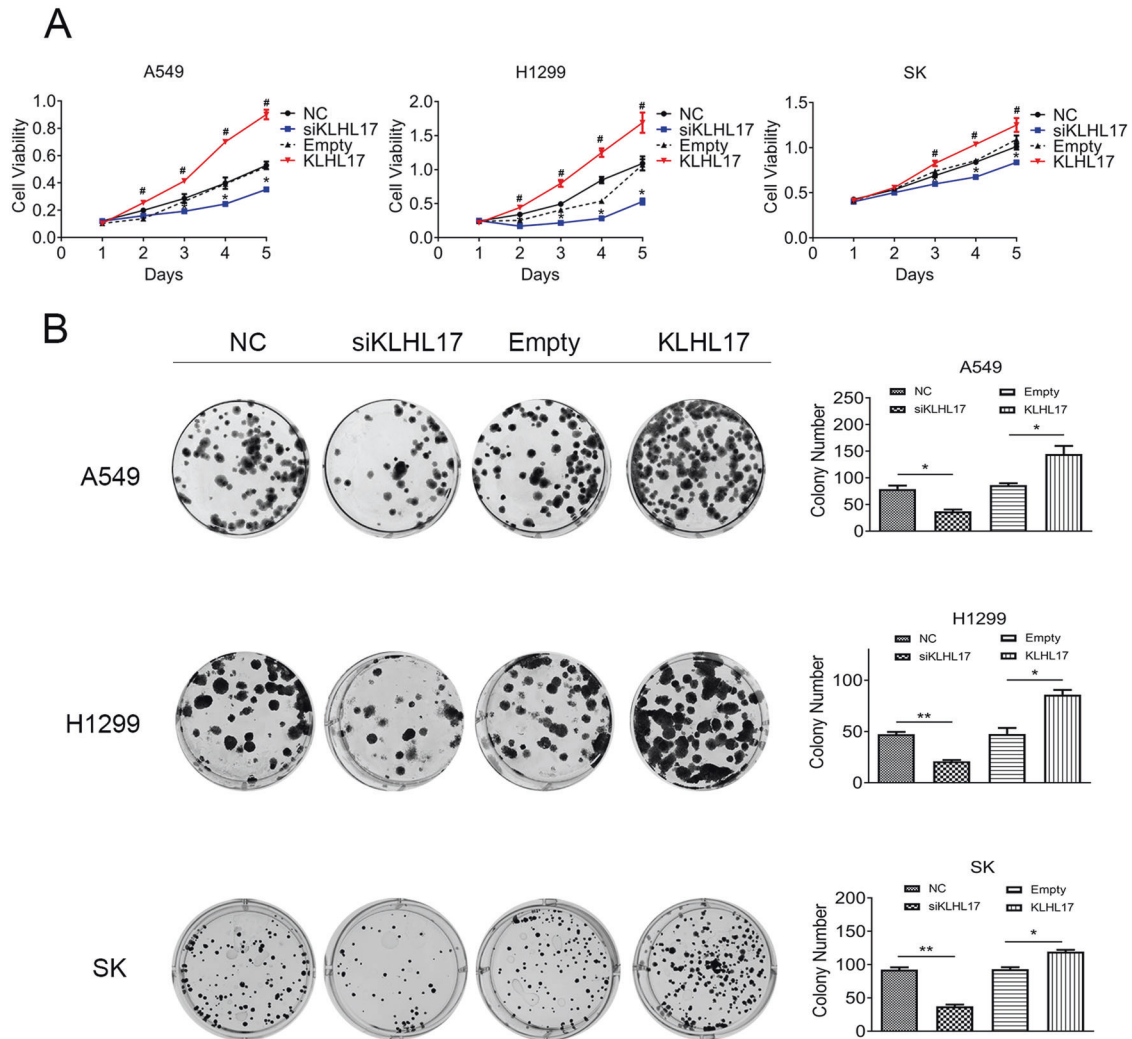 A
A549
Cell Viability
1.0
0.8
0.6
0.4
0.2
0.0
0 1 2 3 4 5
Days
# # # #
* * *
NC
siKLHL17
Empty
KLHL17
H1299
Cell Viability
2.0
1.5
1.0
0.5
0.0
0 1 2 3 4 5
Days
# # # #
* * *
NC
siKLHL17
Empty
KLHL17
SK
Cell Viability
1.5
1.0
0.5
0.0
0 1 2 3 4 5
Days
# # #
* *
NC
siKLHL17
Empty
KLHL17
B
NC siKLHL17 Empty KLHL17
A549
A549
NC Empty
siKLHL17 KLHL17
Colony Number
250
200
150
100
50
0
* *
H1299
H1299
NC Empty
siKLHL17 KLHL17
Colony Number
100
50
0
** *
SK
SK
NC Empty
siKLHL17 KLHL17
Colony Number
200
150
100
50
0
** *